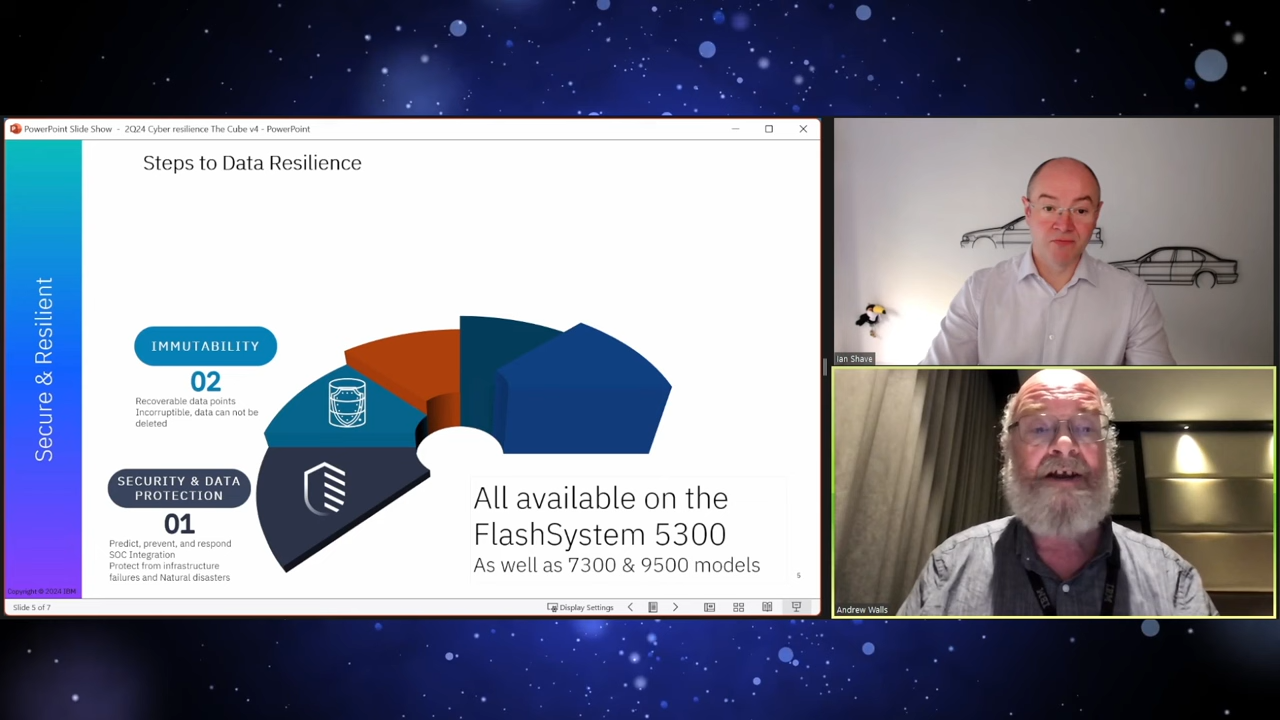 PowerPoint Slide Show - 2Q24 Cyber resilience The Cube v4 - PowerPoint
Steps to Data Resilience
Secure & Resilient
IMMUTABILITY
02
Recoverable data points
Incorruptible, data can not be
deleted
SECURITY & DATA
PROTECTION
01
Predict, prevent, and respond
SOC Integration
Protect from infrastructure
failures and Natural disasters
All available on the
FlashSystem 5300
As well as 7300 & 9500 models
5
Copyright © 2024 IBM
Slide 5 of 7
Display Settings
Ian Shave
Andrew Walls
IBM